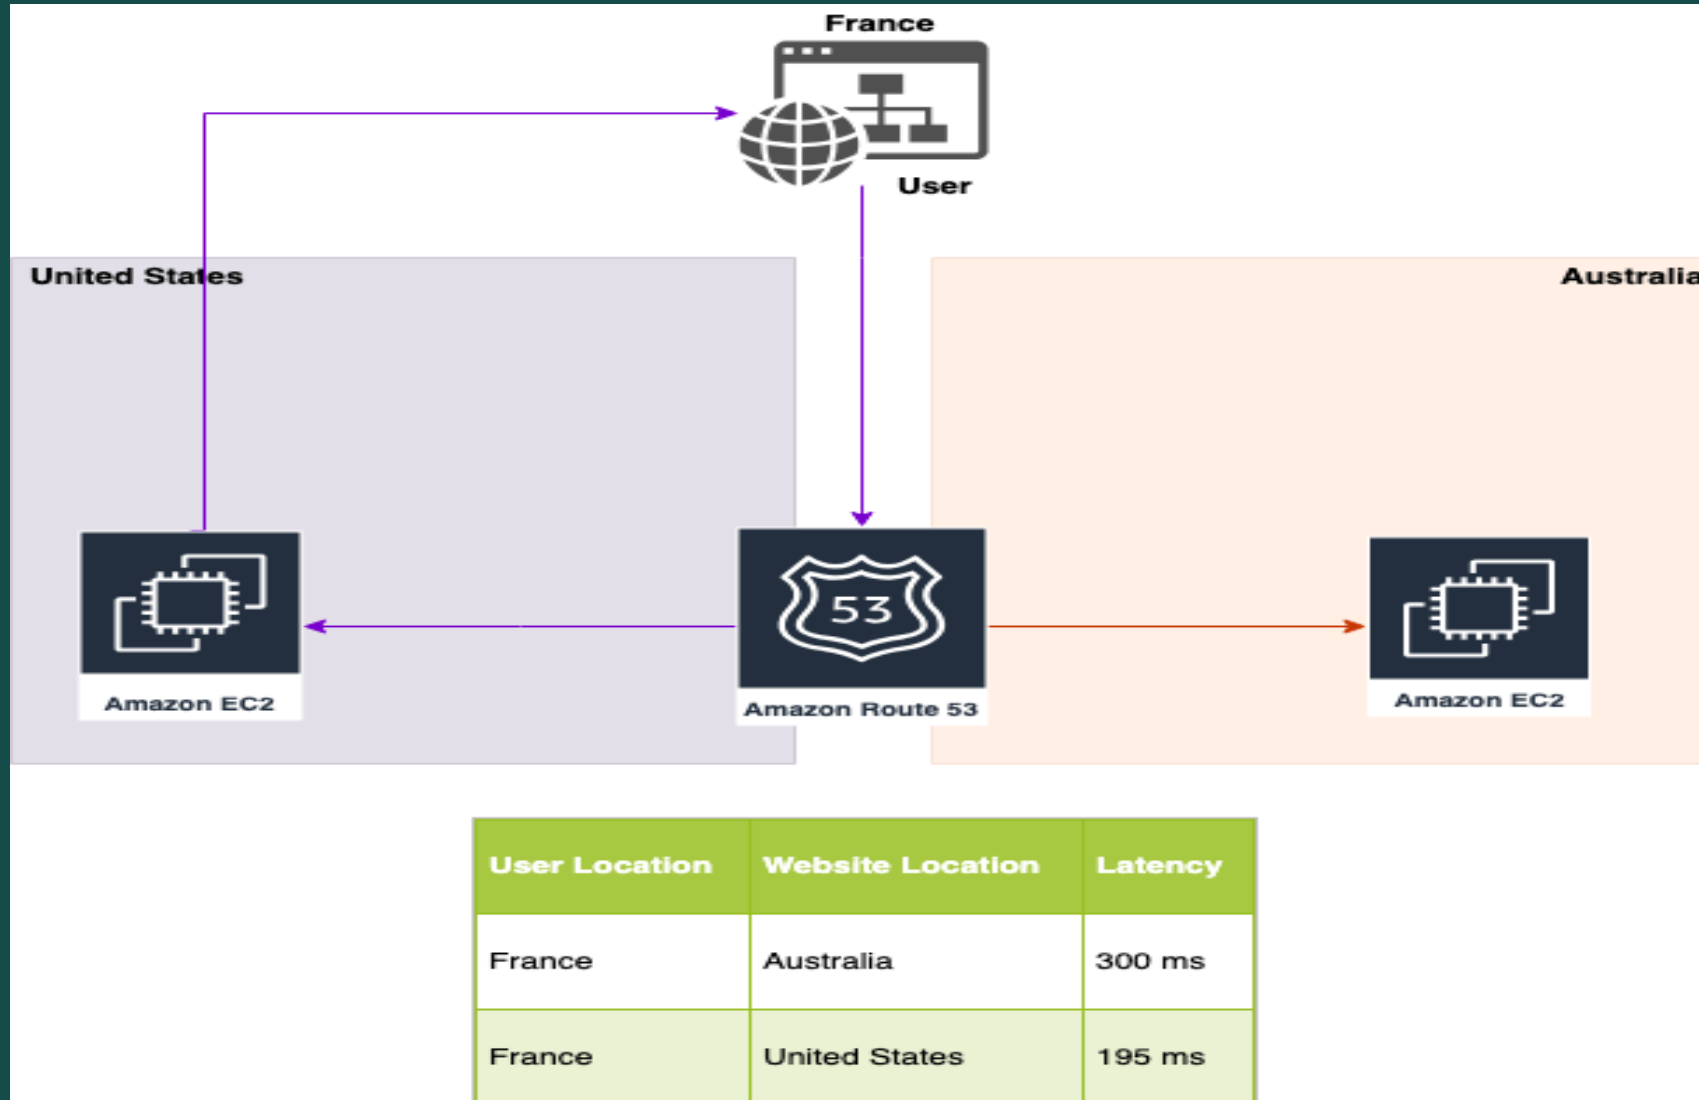 France
User
United States
Australia
53
Amazon EC2
Amazon Route 53
Amazon EC2
User Location Website Location Latency
France Australia 300 ms
France United States 195 ms